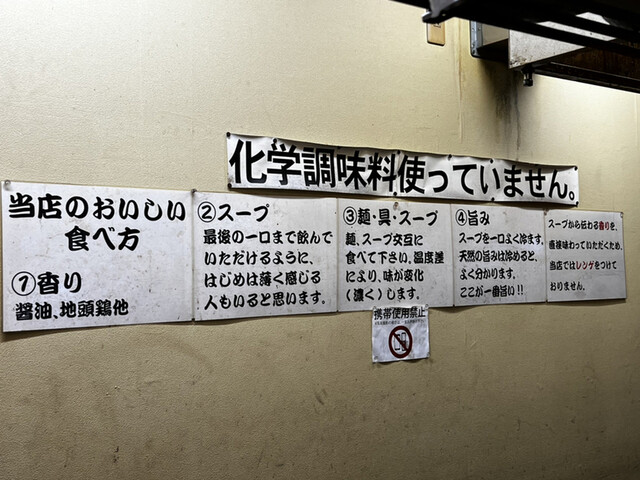 化学調味料使っていません。
当店のおいしい
食べ方
①香り
醤油、地頭鶏他
②スープ
最後の一口まで飲んで
いただけるように、
はじめは薄く感じる
人もいると思います。
③麺・具・スープ
麺、スープ交互に
食べて下さい。温度差
により、味が変化
(濃く)します。
④旨み
スープを一口よく冷ます。
天然の旨みは冷めると、
よく分かります。
ここが一番旨い!!
スープから伝わる香りを、
直接味わっていただくため、
当店ではレンゲをつけて
おりません。
携帯使用禁止